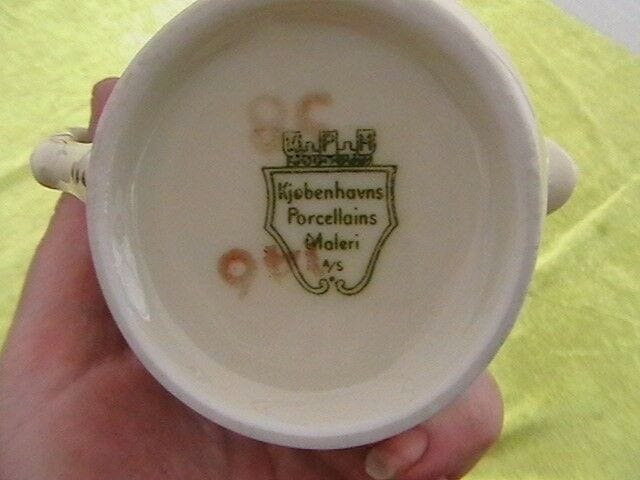 K P M
Kjøbenhavns
Porcellains
Maleri
A/S